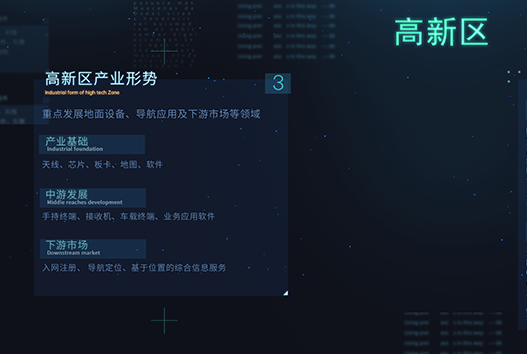 高新区
高新区产业形势
Industrial form of high tech Zone
3
重点发展地面设备、导航应用及下游市场等领域
产业基础
Industrial foundation
天线、芯片、板卡、地图、软件
中游发展
Middle reaches development
手持终端、接收机、车载终端、业务应用软件
下游市场
Downstream market
入网注册、导航定位、基于位置的综合信息服务